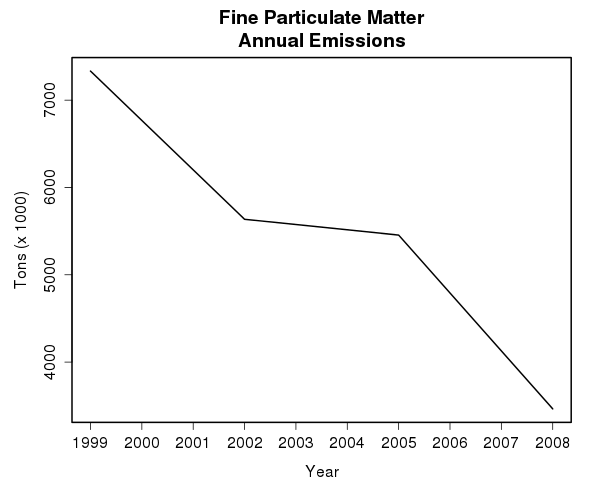 Fine Particulate Matter
Annual Emissions
7000
6000
5000
4000
Tons (x 1000)
1999 2000 2001 2002 2003 2004 2005 2006 2007 2008
Year